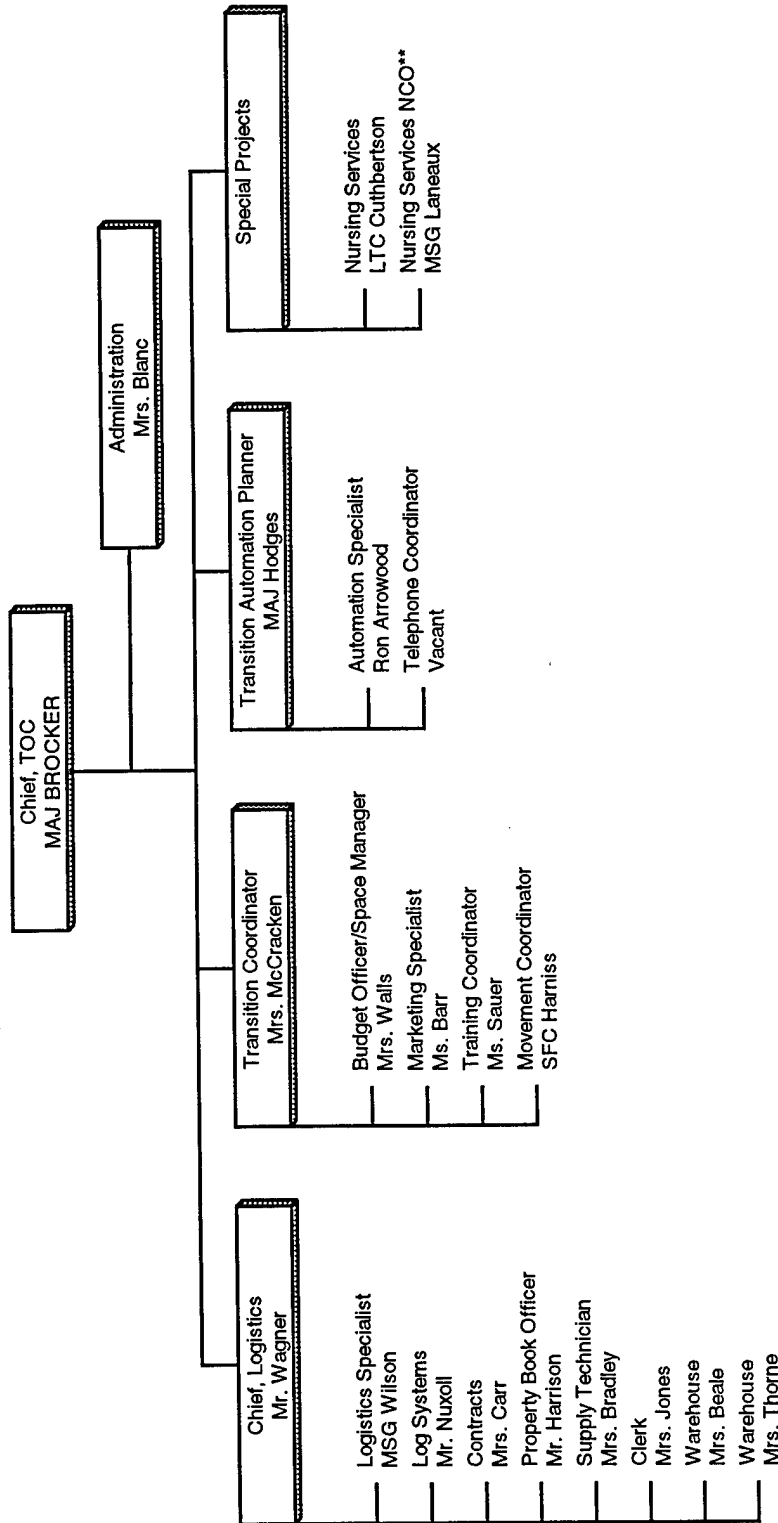 Chief, TOC
MAJ BROCKER
Administration
Mrs. Blanc
Chief, Logistics
Mr. Wagner
Logistics Specialist
MSG Wilson
Log Systems
Mr. Nuxoll
Contracts
Mrs. Carr
Property Book Officer
Mr. Harrison
Supply Technician
Mrs. Bradley
Clerk
Mrs. Jones
Warehouse
Mrs. Beale
Warehouse
Mrs. Thorne
Transition Coordinator
Mrs. McCracken
Budget Officer/Space Manager
Mrs. Walls
Marketing Specialist
Ms. Barr
Training Coordinator
Ms. Sauer
Movement Coordinator
SFC Harniss
Transition Automation Planner
MAJ Hodges
Automation Specialist
Ron Arrowood
Telephone Coordinator
Vacant
Special Projects
Nursing Services
LTC Cuthbertson
Nursing Services NCO**
MSG Laneaux